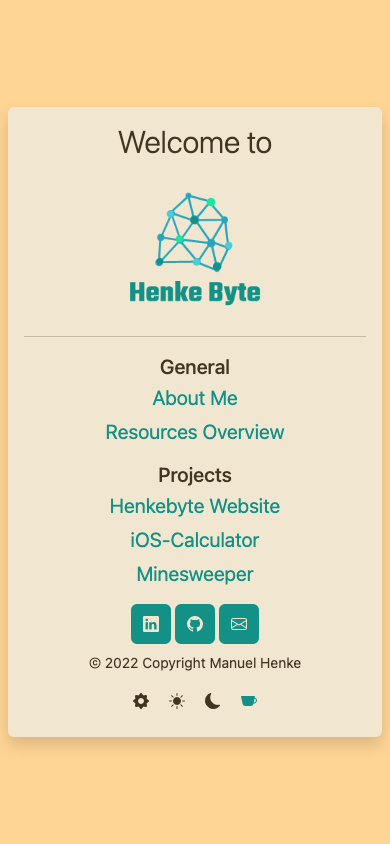 Welcome to
Henke Byte
General
About Me
Resources Overview
Projects
Henkebyte Website
iOS-Calculator
Minesweeper
in
© 2022 Copyright Manuel Henke